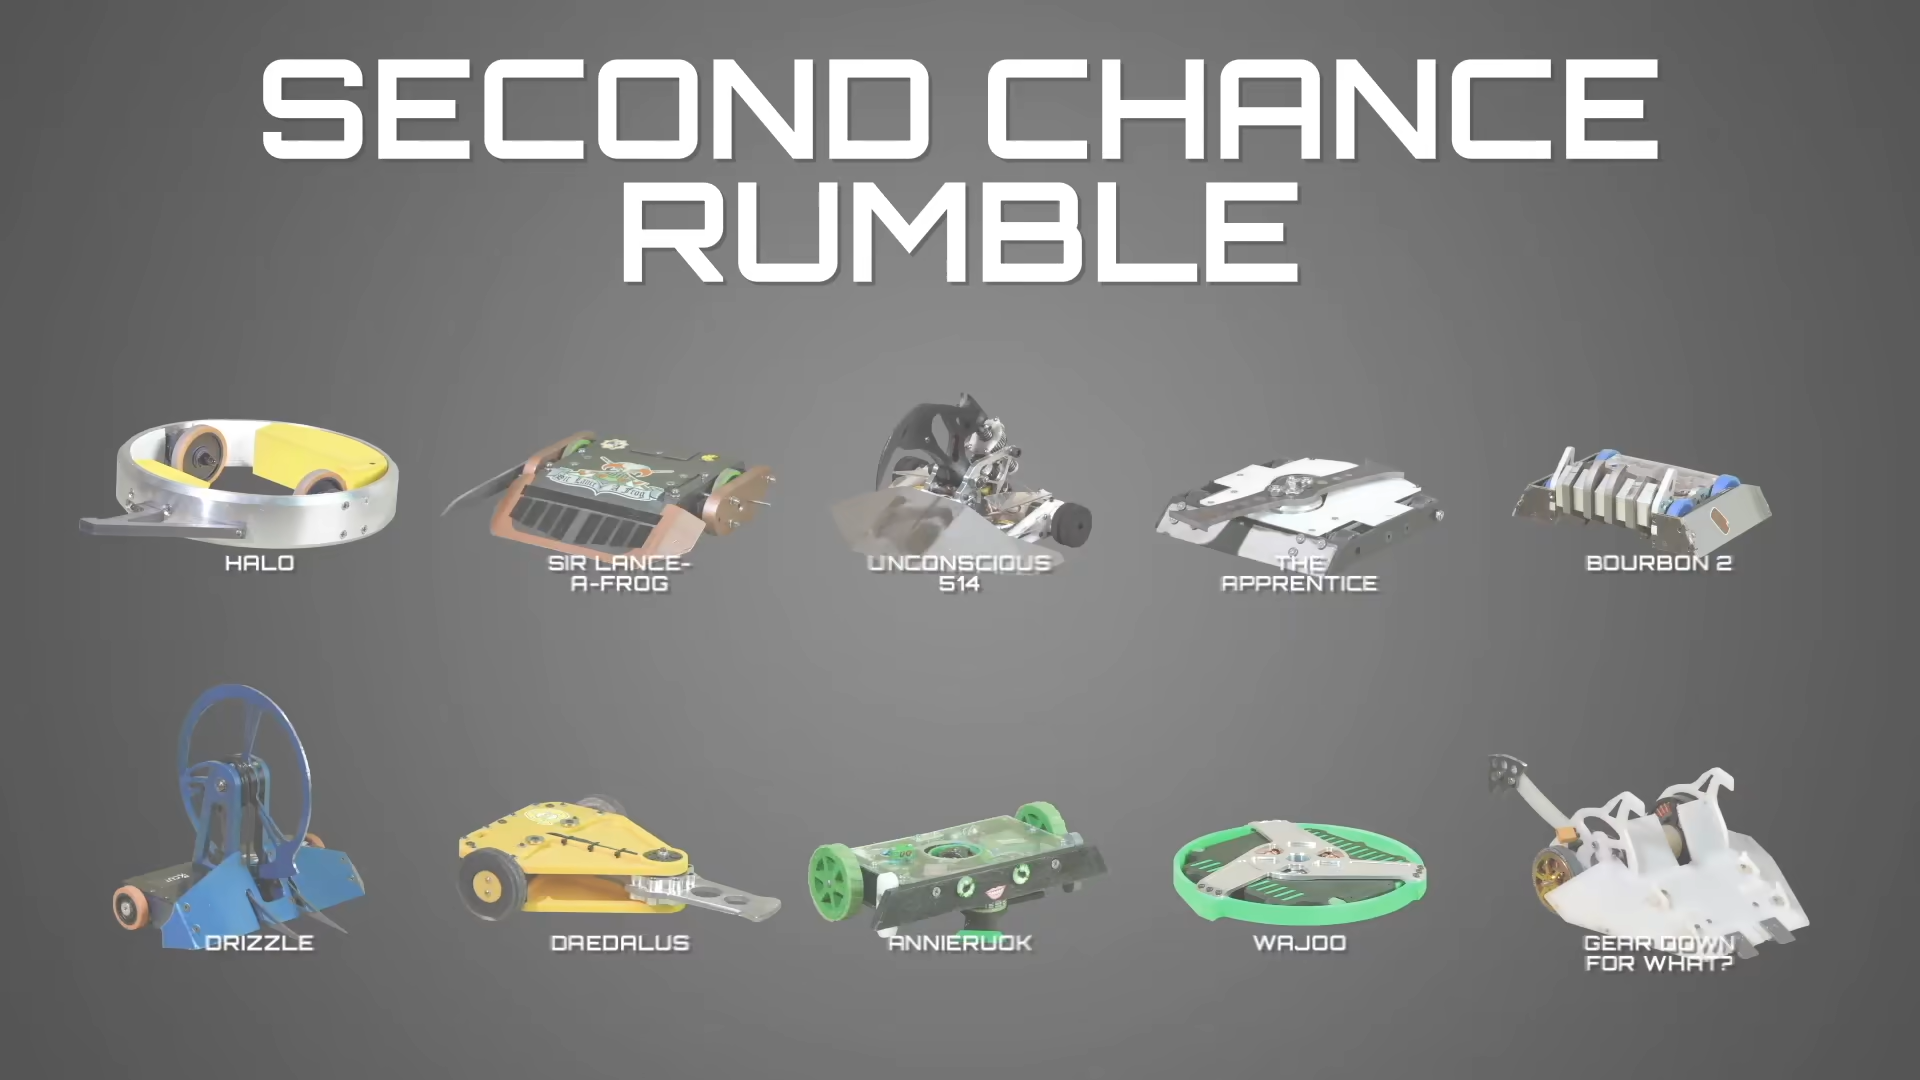 SECOND CHANCE
RUMBLE
HALO
SIR LANCE-
A-FROG
UNCONSCIOUS
514
THE
APPRENTICE
BOURBON 2
DRIZZLE
DAEDALUS
ANNIERUOK
WAJOO
GEAR DOWN
FOR WHAT?